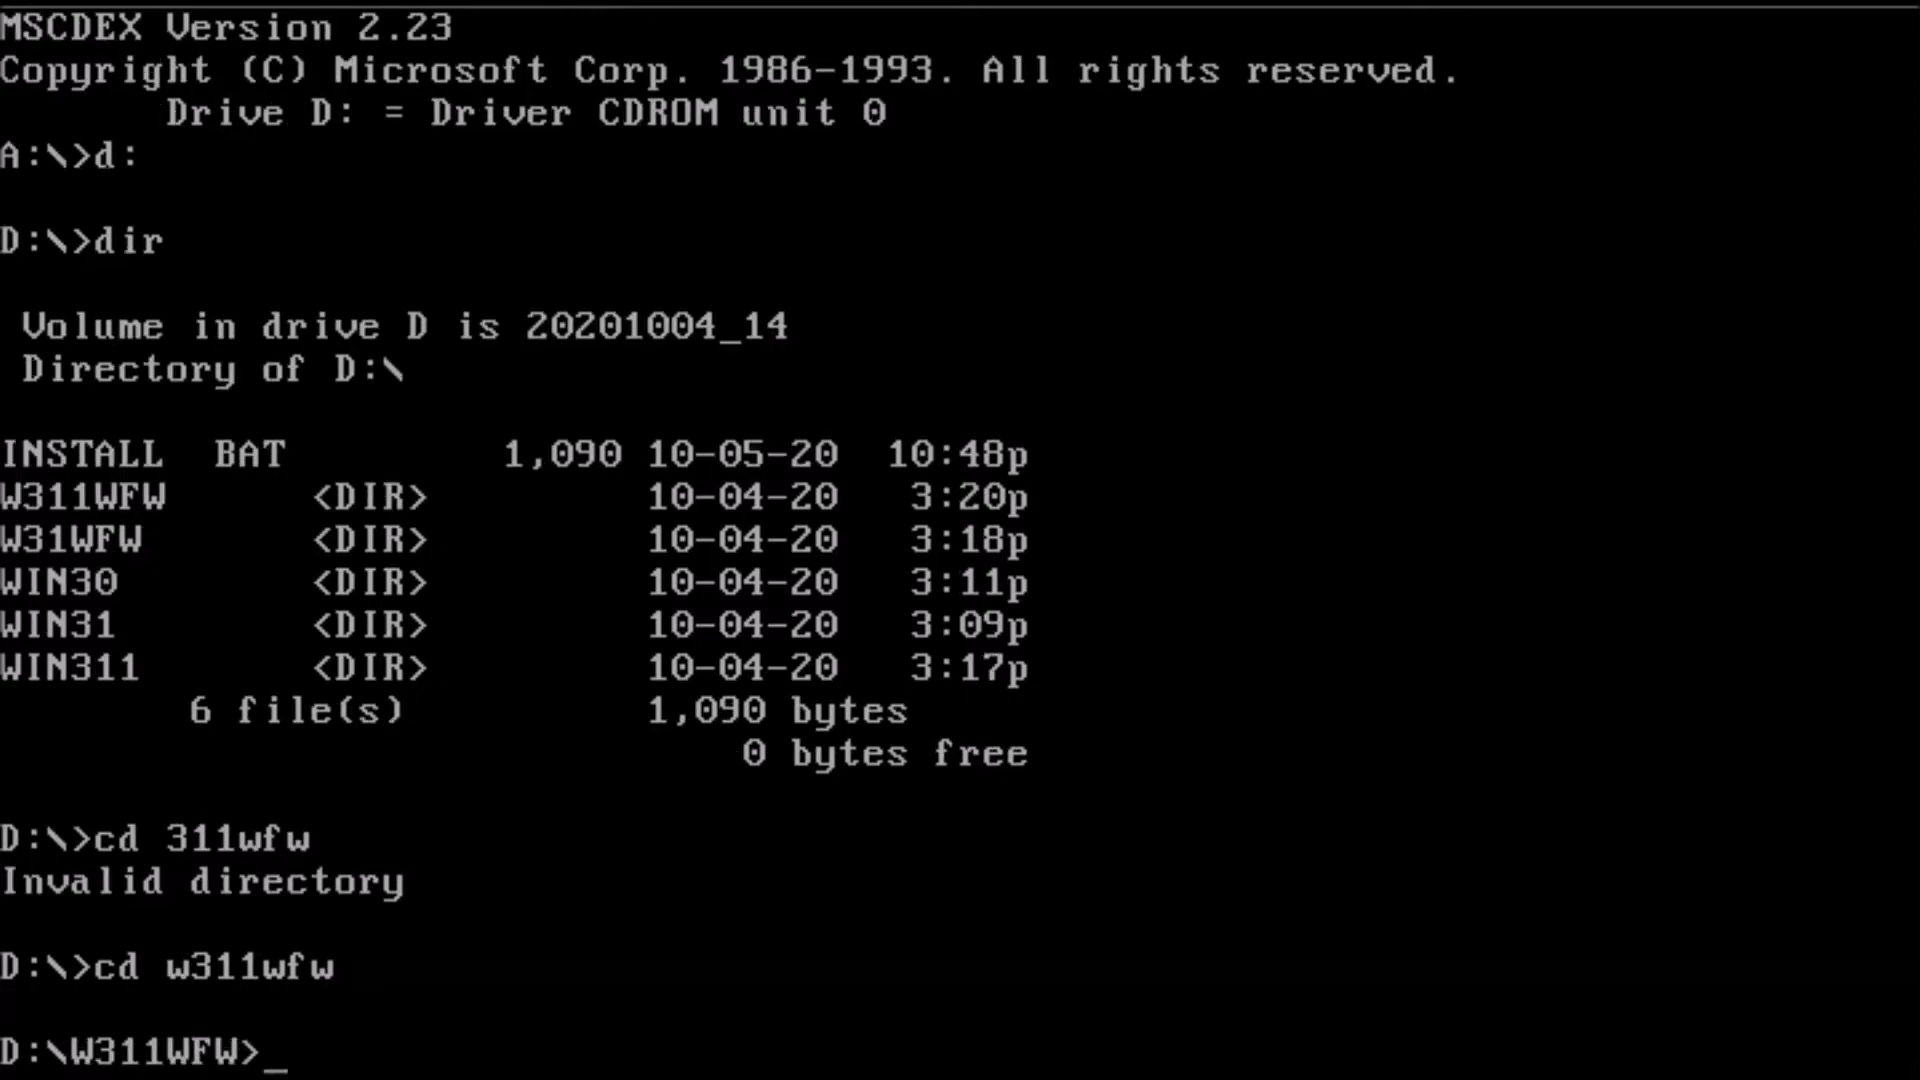 MSCDEX Version 2.23
Copyright (C) Microsoft Corp. 1986-1993. All rights reserved.
       Drive D: = Driver CDROM unit 0
A:\>d:
D:\>dir
 Volume in drive D is 20201004_14
 Directory of D:\
INSTALL  BAT         1,090 10-05-20  10:48p
W311WFW      <DIR>         10-04-20   3:20p
W31WFW       <DIR>         10-04-20   3:18p
WIN30        <DIR>         10-04-20   3:11p
WIN31        <DIR>         10-04-20   3:09p
WIN311       <DIR>         10-04-20   3:17p
        6 file(s)          1,090 bytes
                               0 bytes free
D:\>cd 311wfw
Invalid directory
D:\>cd w311wfw
D:\W311WFW>_